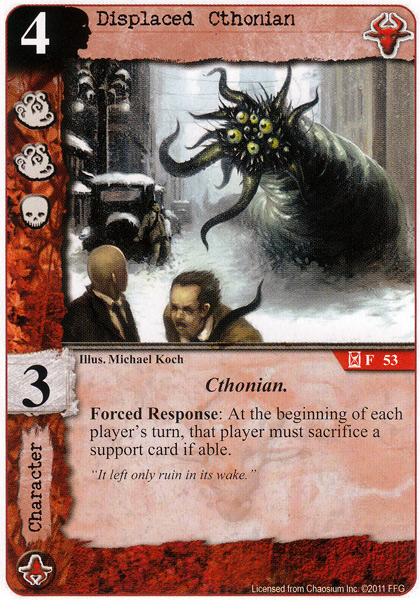 4
Displaced Cthonian
Illus. Michael Koch
F 53
3
Cthonian.
Forced Response: At the beginning of each
player's turn, that player must sacrifice a
support card if able.
"It left only ruin in its wake."
Character
Licensed from Chaosium Inc. ©2011 FFG